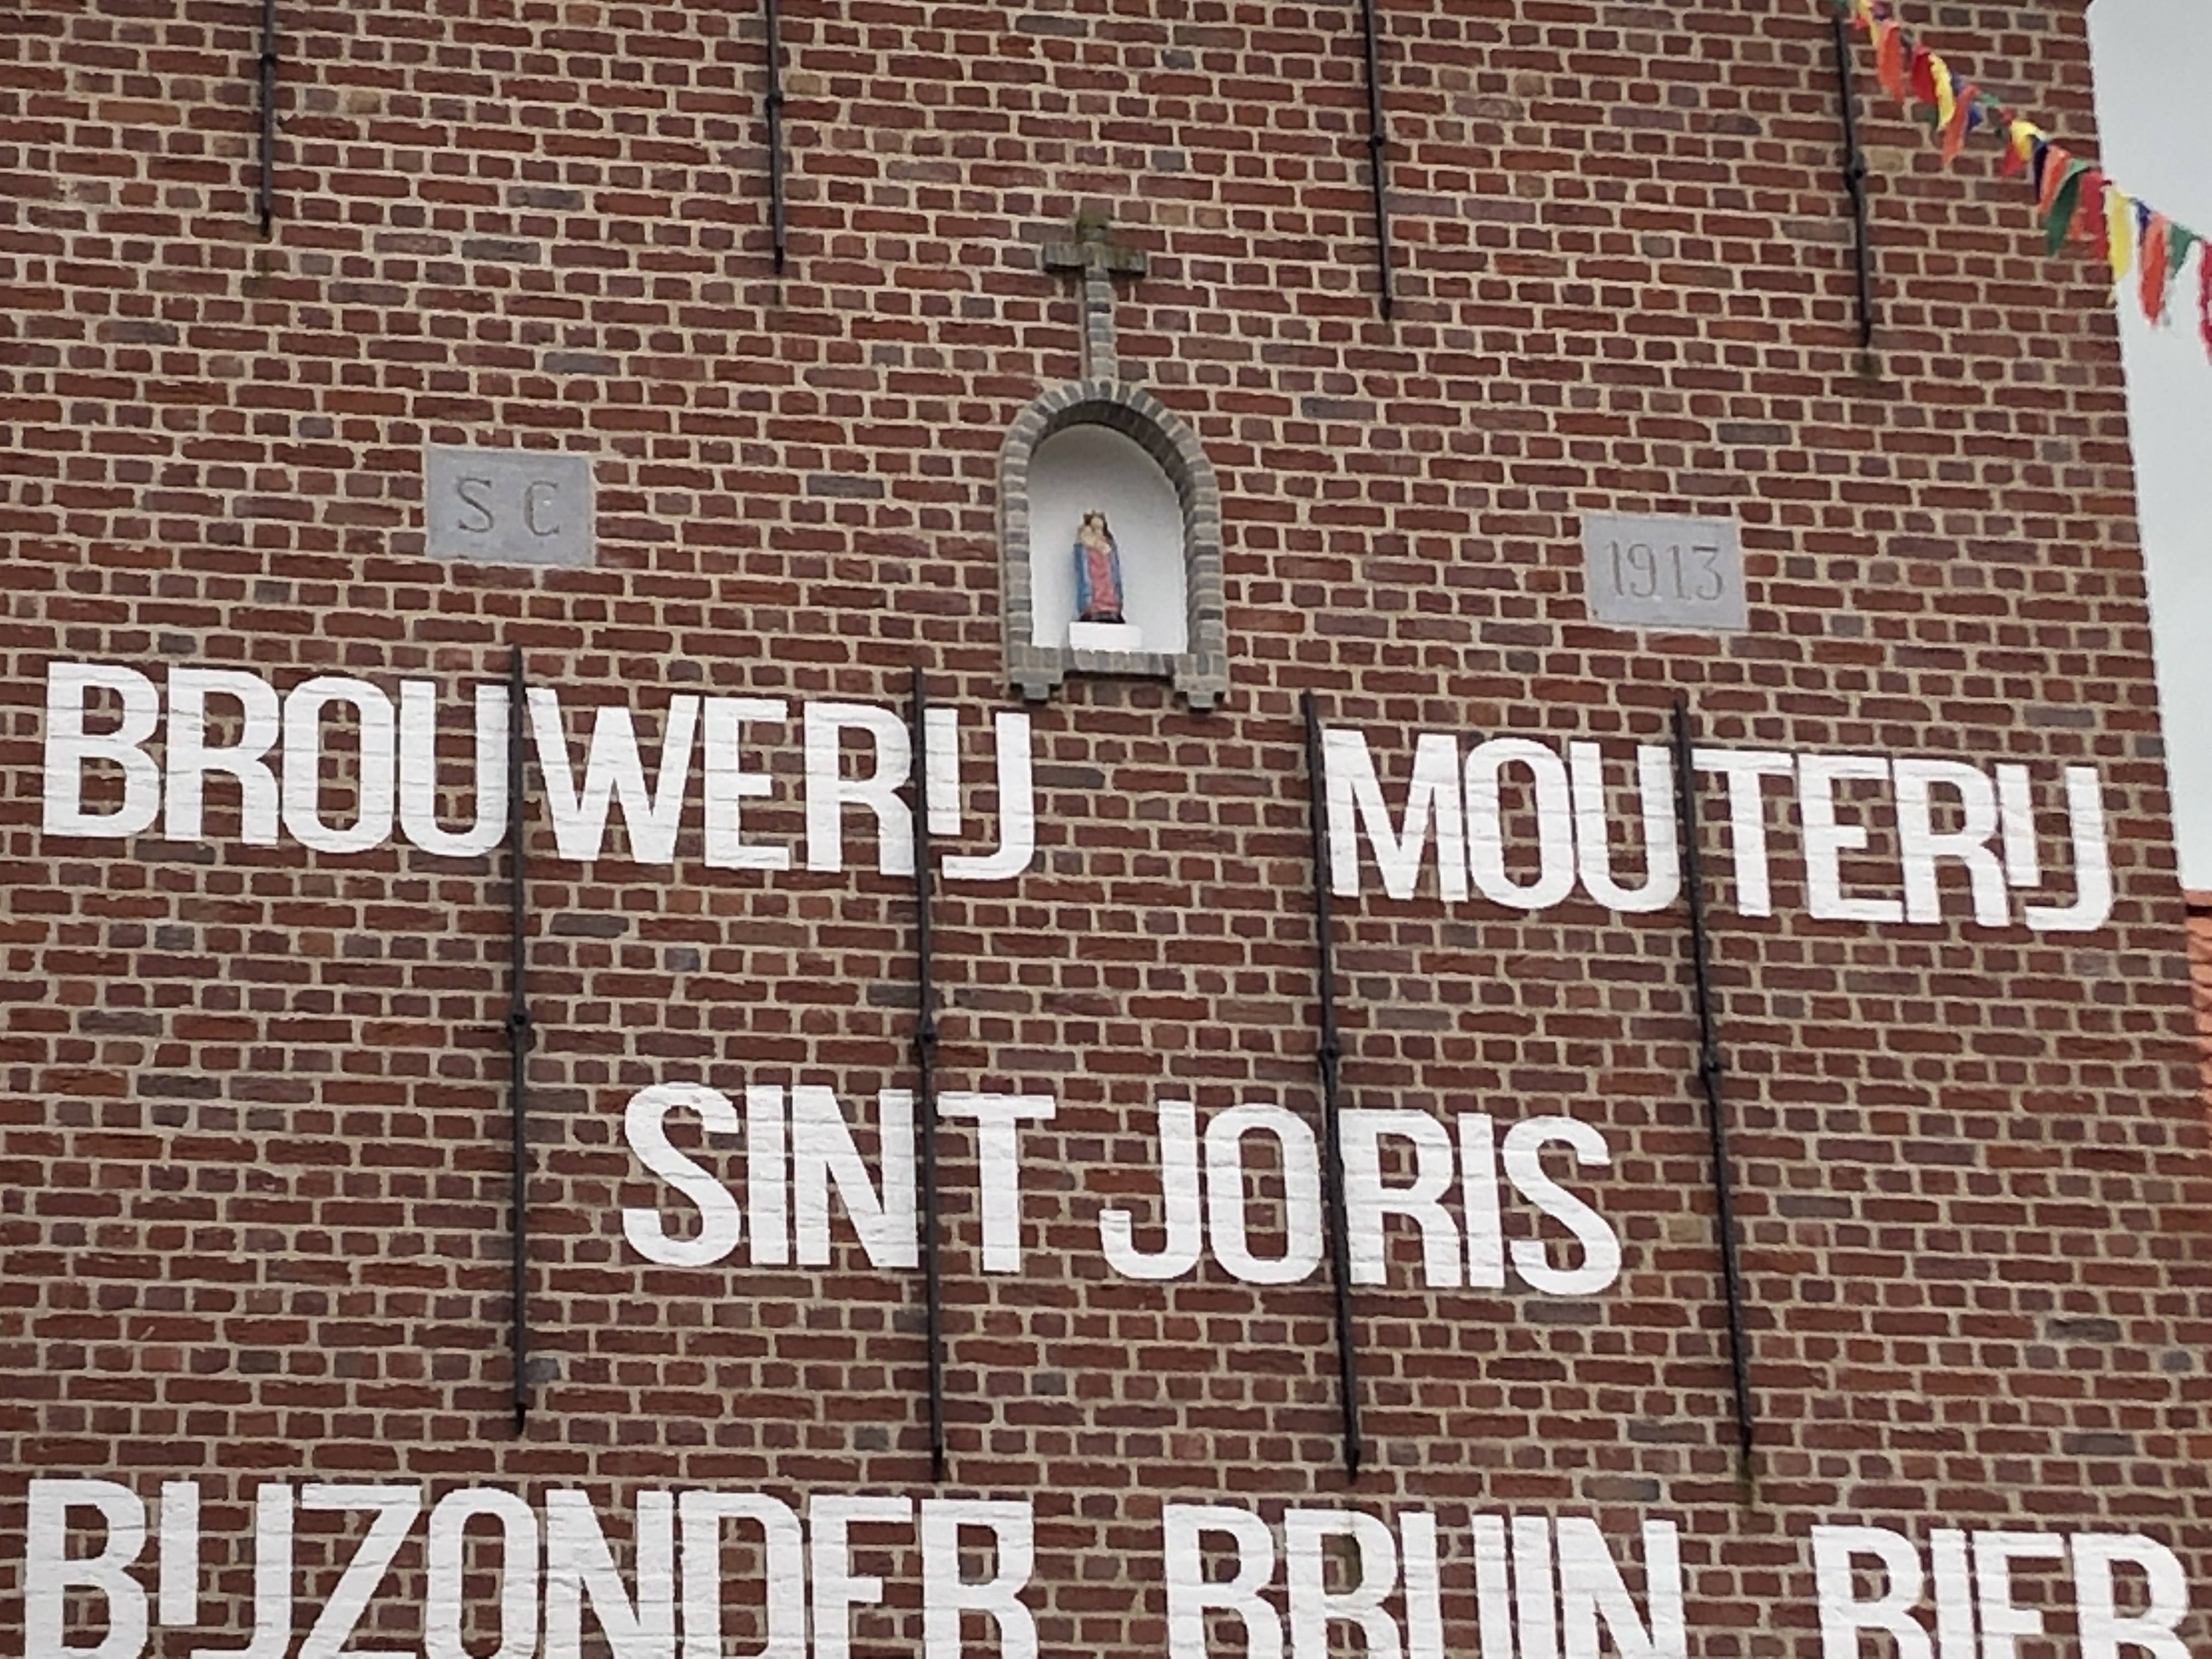 SC
1913
BROUWERIJ MOUTERIJ
SINT JORIS
BIJZONDER BRUIN BIER